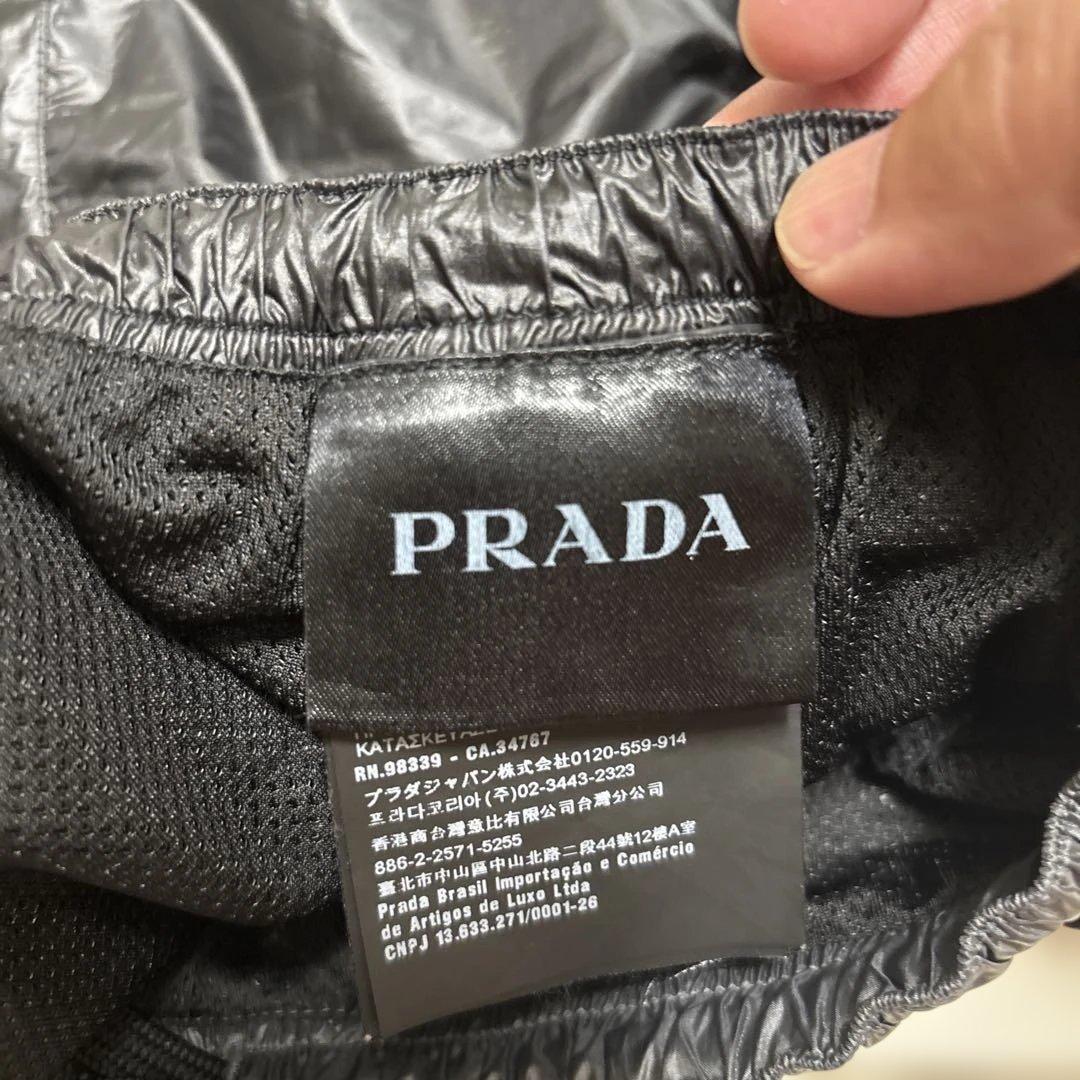 PRADA
RN.98339 - CA.34767
プラダジャパン株式会社0120-559-914
프라다코리아 (주)02-3443-2323
香港商台灣意比有限公司台灣分公司
886-2-2571-5255
臺北市中山區中山北路二段44號12樓A室
Prada Brasil Importação e Comércio
de Artigos de Luxo Ltda
CNPJ 13.633.271/0001-26